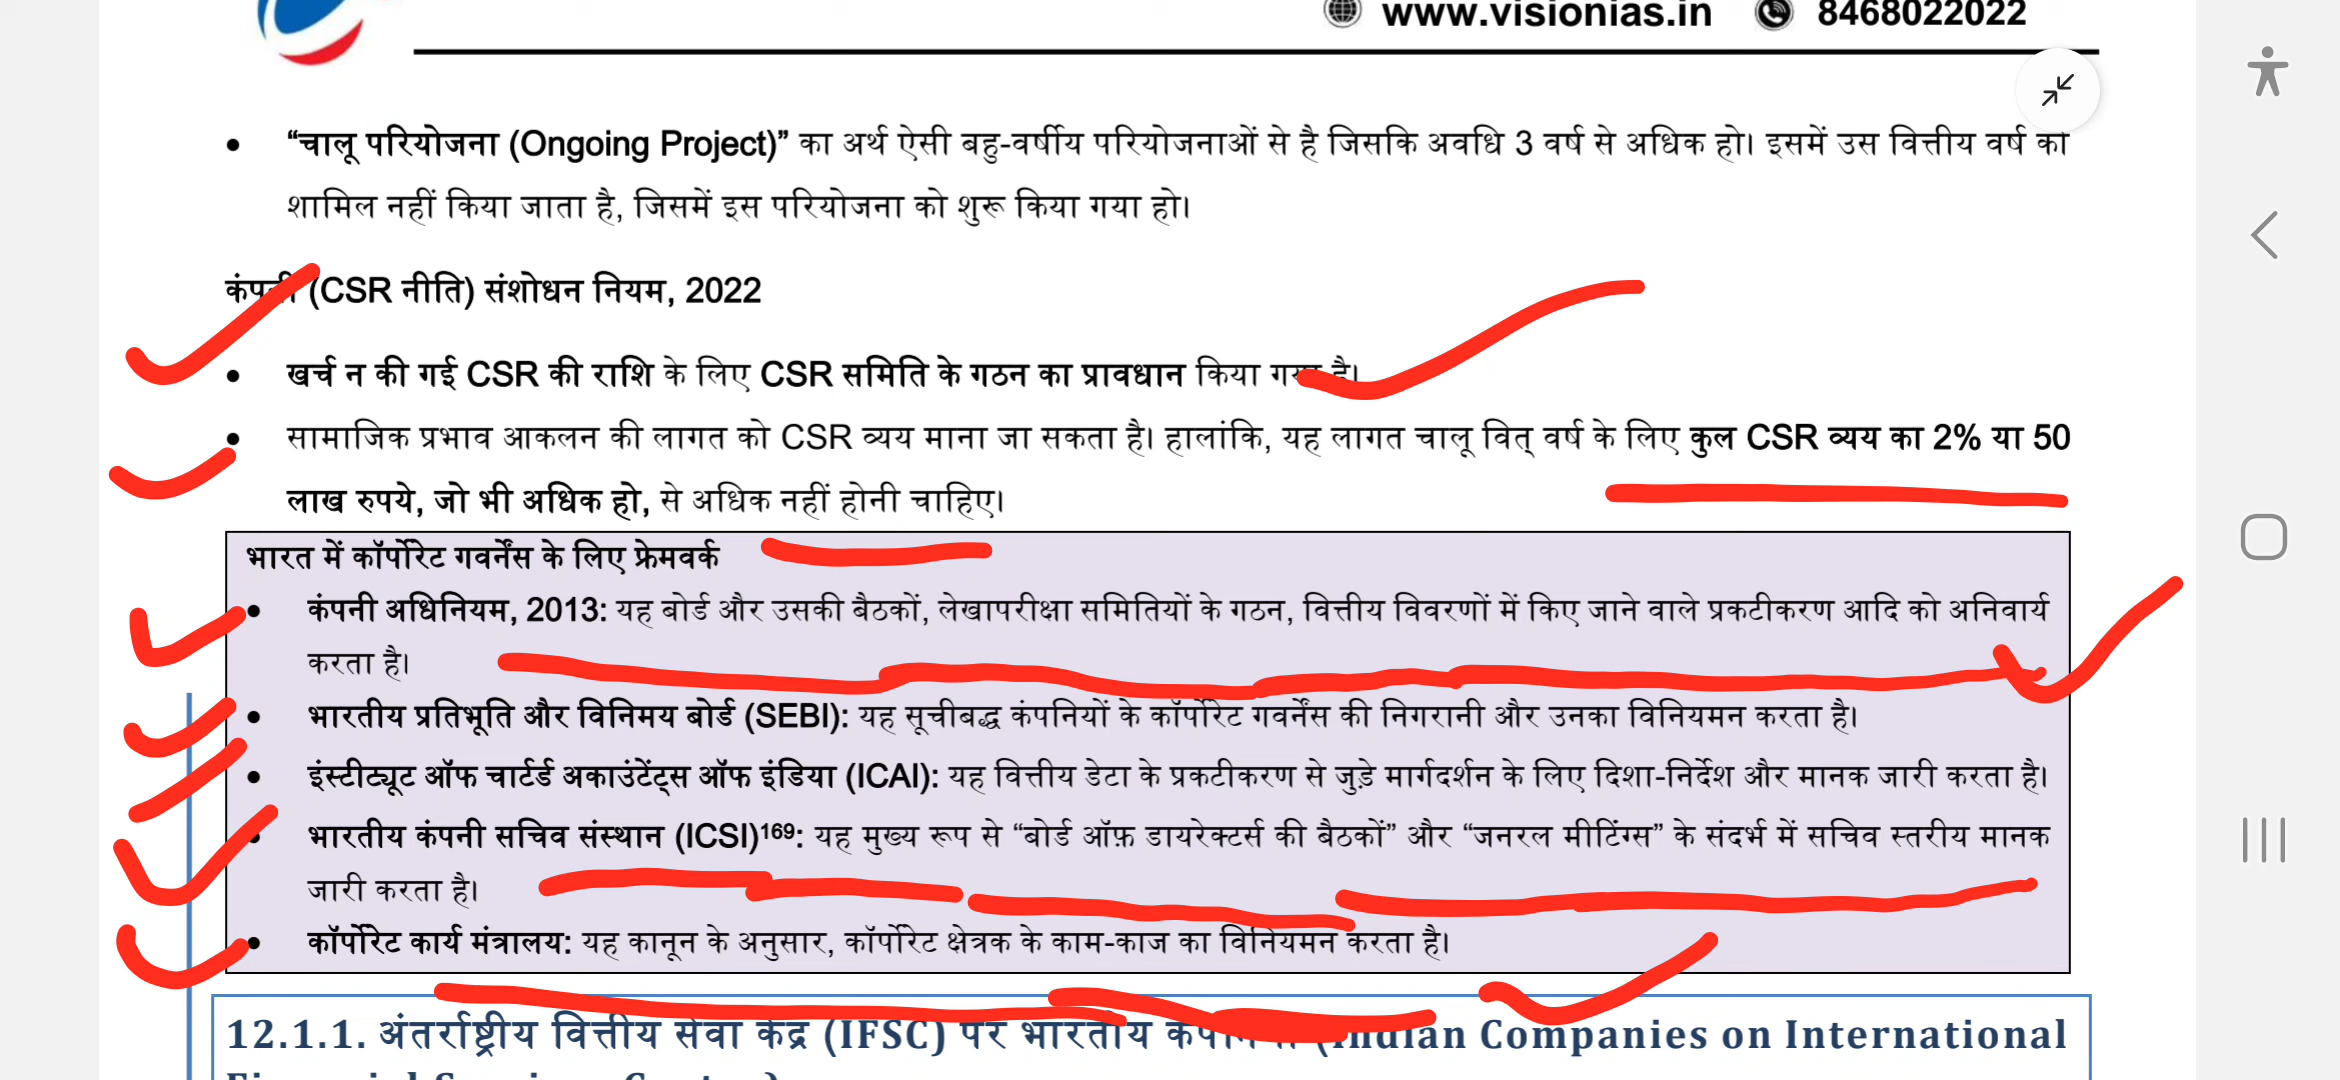 www.visionias.in 8468022022
• “चालू परियोजना (Ongoing Project)” का अर्थ ऐसी बहु-वर्षीय परियोजनाओं से है जिसकि अवधि 3 वर्ष से अधिक हो। इसमें उस वित्तीय वर्ष को
शामिल नहीं किया जाता है, जिसमें इस परियोजना को शुरू किया गया हो।
कंपनी (CSR नीति) संशोधन नियम, 2022
• खर्च न की गई CSR की राशि के लिए CSR समिति के गठन का प्रावधान किया गया है।
• सामाजिक प्रभाव आकलन की लागत को CSR व्यय माना जा सकता है। हालांकि, यह लागत चालू वित् वर्ष के लिए कुल CSR व्यय का 2% या 50
लाख रुपये, जो भी अधिक हो, से अधिक नहीं होनी चाहिए।
भारत में कॉर्पोरेट गवर्नेंस के लिए फ्रेमवर्क
• कंपनी अधिनियम, 2013: यह बोर्ड और उसकी बैठकों, लेखापरीक्षा समितियों के गठन, वित्तीय विवरणों में किए जाने वाले प्रकटीकरण आदि को अनिवार्य
करता है।
• भारतीय प्रतिभूति और विनिमय बोर्ड (SEBI): यह सूचीबद्ध कंपनियों के कॉर्पोरेट गवर्नेंस की निगरानी और उनका विनियमन करता है।
• इंस्टीट्यूट ऑफ चार्टर्ड अकाउंटेंट्स ऑफ इंडिया (ICAI): यह वित्तीय डेटा के प्रकटीकरण से जुड़े मार्गदर्शन के लिए दिशा-निर्देश और मानक जारी करता है।
• भारतीय कंपनी सचिव संस्थान (ICSI)¹⁶⁹: यह मुख्य रूप से “बोर्ड ऑफ़ डायरेक्टर्स की बैठकों” और “जनरल मीटिंग्स” के संदर्भ में सचिव स्तरीय मानक
जारी करता है।
• कॉर्पोरेट कार्य मंत्रालय: यह कानून के अनुसार, कॉर्पोरेट क्षेत्रक के काम-काज का विनियमन करता है।
12.1.1. अंतर्राष्ट्रीय वित्तीय सेवा केंद्र (IFSC) पर भारतीय (Indian Companies on International